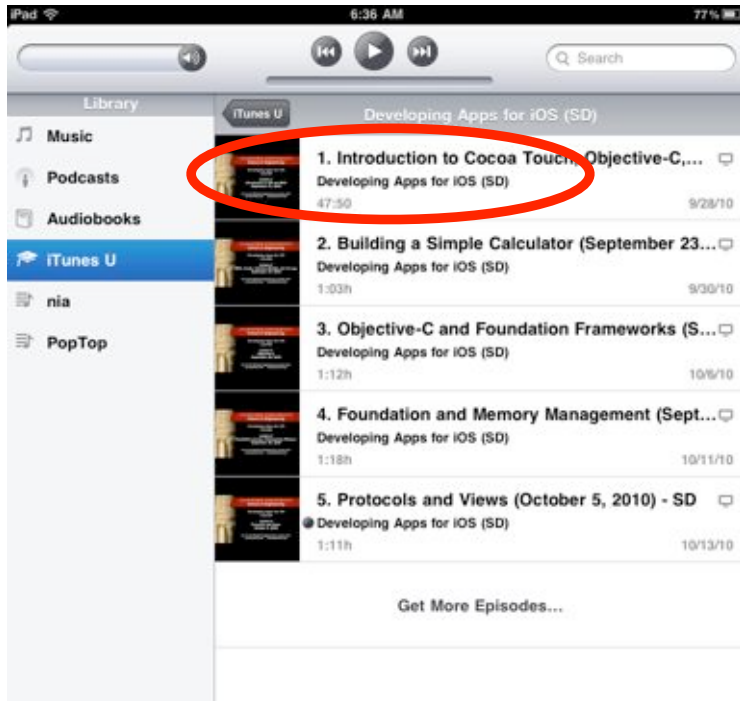 iPad 6:36 AM 77%
Search
Library
iTunes U Developing Apps for iOS (SD)
Music
Podcasts
Audiobooks
iTunes U
nia
PopTop
1. Introduction to Cocoa Touch, Objective-C,...
Developing Apps for iOS (SD)
47:50 9/28/10
2. Building a Simple Calculator (September 23...
Developing Apps for iOS (SD)
1:03h 9/30/10
3. Objective-C and Foundation Frameworks (S...
Developing Apps for iOS (SD)
1:12h 10/6/10
4. Foundation and Memory Management (Sept...
Developing Apps for iOS (SD)
1:18h 10/11/10
5. Protocols and Views (October 5, 2010) - SD
Developing Apps for iOS (SD)
1:11h 10/13/10
Get More Episodes...